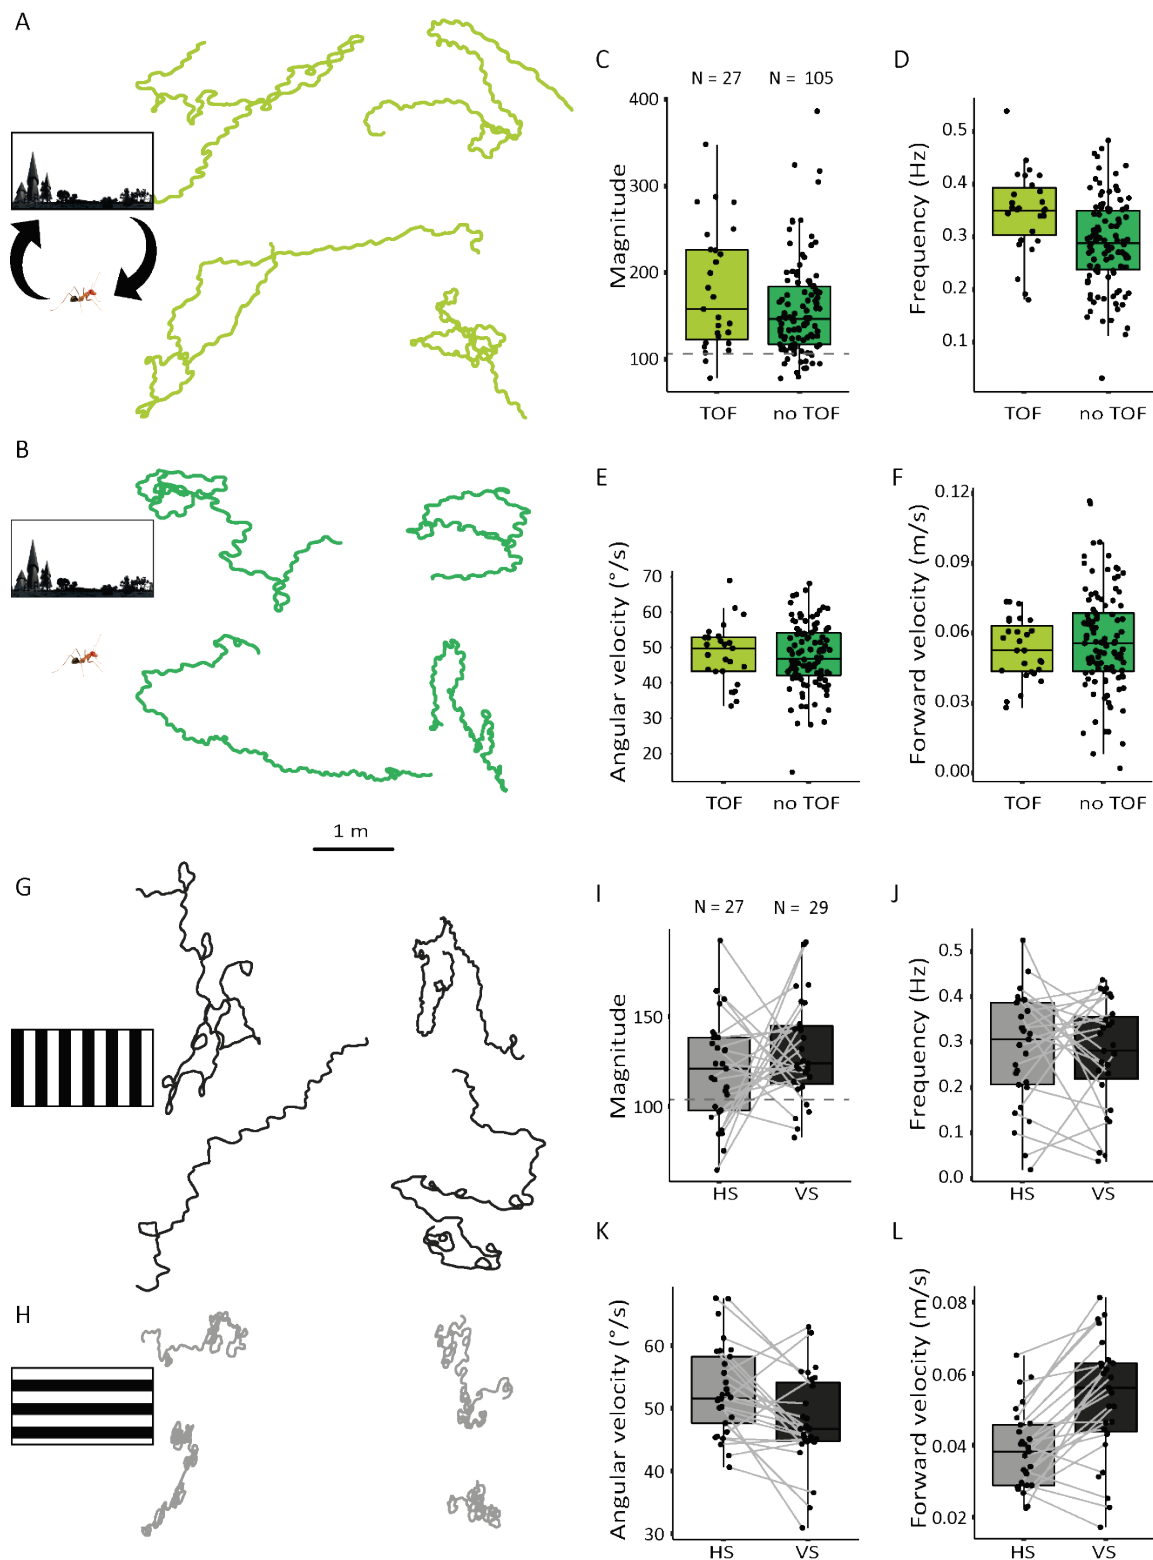 A
B
1 m
G
H
C
N = 27
N = 105
Magnitude
400
300
200
100
TOF
no TOF
D
Frequency (Hz)
0.5
0.4
0.3
0.2
0.1
TOF
no TOF
E
Angular velocity (°/s)
70
60
50
40
30
20
TOF
no TOF
F
Forward velocity (m/s)
0.12
0.09
0.06
0.03
0.00
TOF
no TOF
I
N = 27
N = 29
Magnitude
150
100
HS
VS
J
Frequency (Hz)
0.5
0.4
0.3
0.2
0.1
0.0
HS
VS
K
Angular velocity (°/s)
60
50
40
30
HS
VS
L
Forward velocity (m/s)
0.08
0.06
0.04
0.02
HS
VS